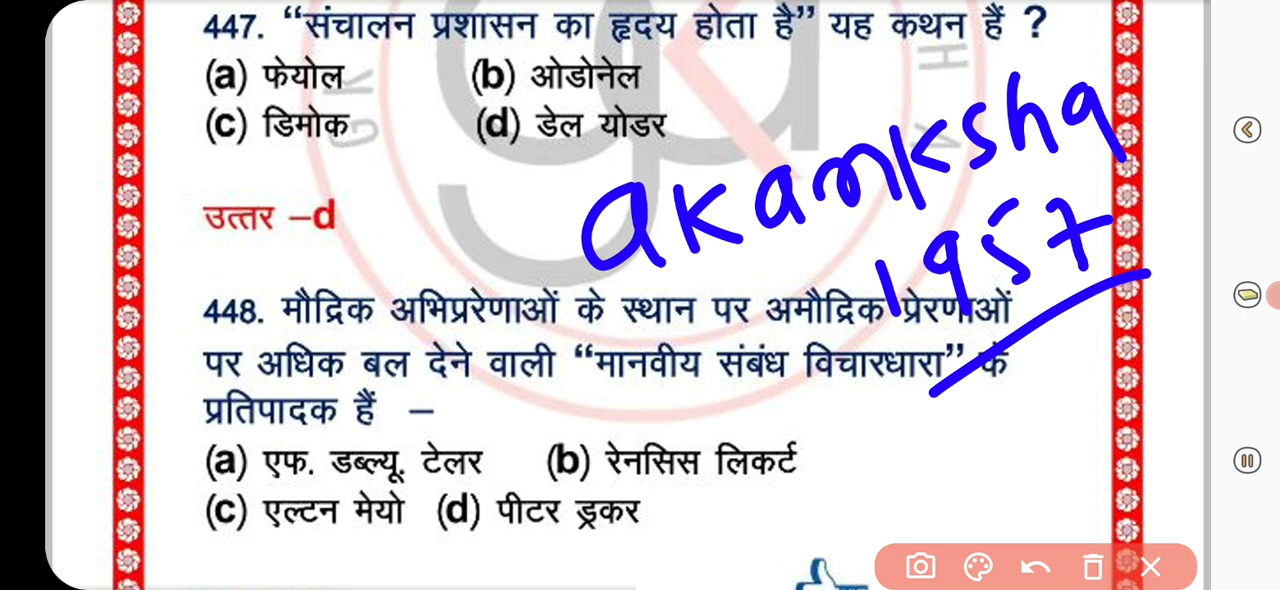 447. “संचालन प्रशासन का हृदय होता है” यह कथन हैं ?
(a) फेयोल (b) ओडोनेल
(c) डिमोक (d) डेल योडर
akanksha
1957
उत्तर –d
448. मौद्रिक अभिप्ररेणाओं के स्थान पर अमौद्रिक प्रेरणाओं
पर अधिक बल देने वाली “मानवीय संबंध विचारधारा” के
प्रतिपादक हैं –
(a) एफ. डब्ल्यू. टेलर (b) रेनसिस लिकर्ट
(c) एल्टन मेयो (d) पीटर ड्रकर